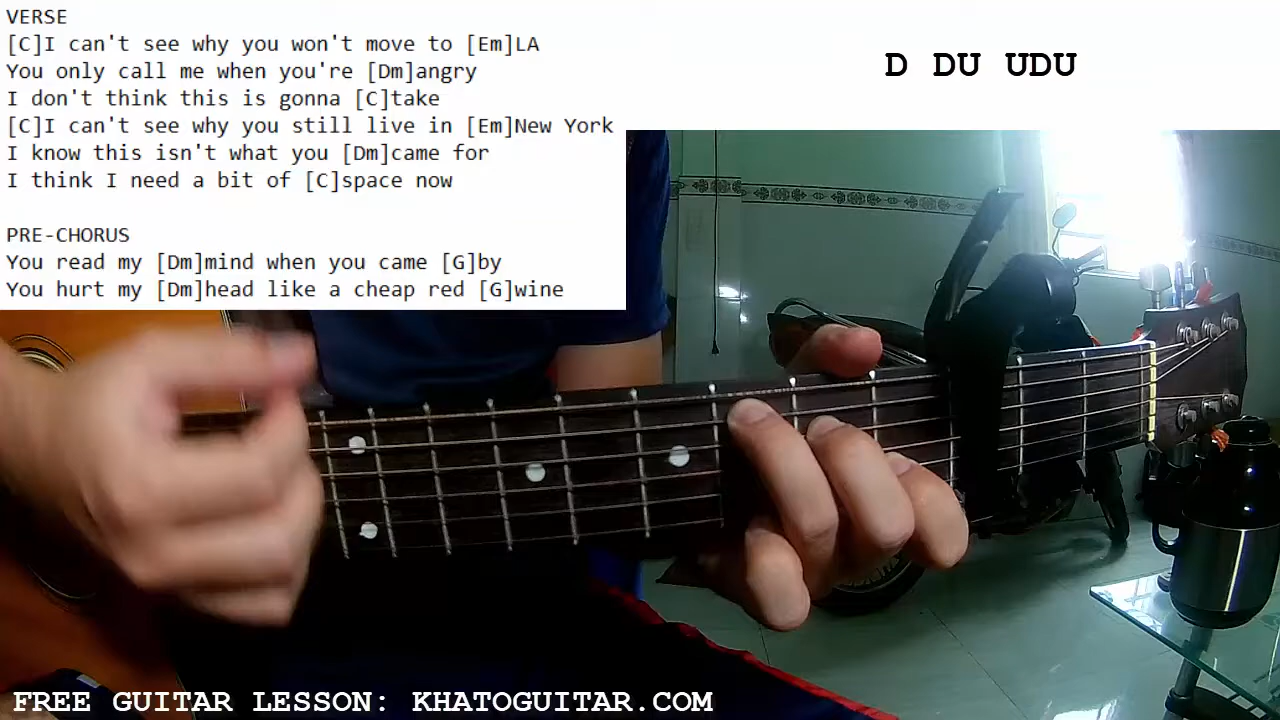 VERSE
[C]I can't see why you won't move to [Em]LA
You only call me when you're [Dm]angry
I don't think this is gonna [C]take
[C]I can't see why you still live in [Em]New York
I know this isn't what you [Dm]came for
I think I need a bit of [C]space now
PRE-CHORUS
You read my [Dm]mind when you came [G]by
You hurt my [Dm]head like a cheap red [G]wine
D DU UDU
FREE GUITAR LESSON: KHATOGUITAR.COM